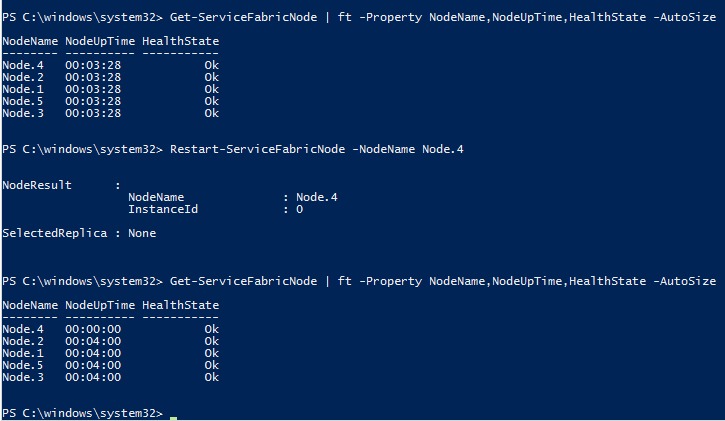 PS C:\windows\system32> Get-ServiceFabricNode | ft -Property NodeName,NodeUpTime,HealthState -AutoSize
NodeName NodeUpTime HealthState
-------- ---------- -----------
Node.4   00:03:28            Ok
Node.2   00:03:28            Ok
Node.1   00:03:28            Ok
Node.5   00:03:28            Ok
Node.3   00:03:28            Ok
PS C:\windows\system32> Restart-ServiceFabricNode -NodeName Node.4
NodeResult      :
                  NodeName              : Node.4
                  InstanceId            : 0
SelectedReplica : None
PS C:\windows\system32> Get-ServiceFabricNode | ft -Property NodeName,NodeUpTime,HealthState -AutoSize
NodeName NodeUpTime HealthState
-------- ---------- -----------
Node.4   00:00:00            Ok
Node.2   00:04:00            Ok
Node.1   00:04:00            Ok
Node.5   00:04:00            Ok
Node.3   00:04:00            Ok
PS C:\windows\system32> _